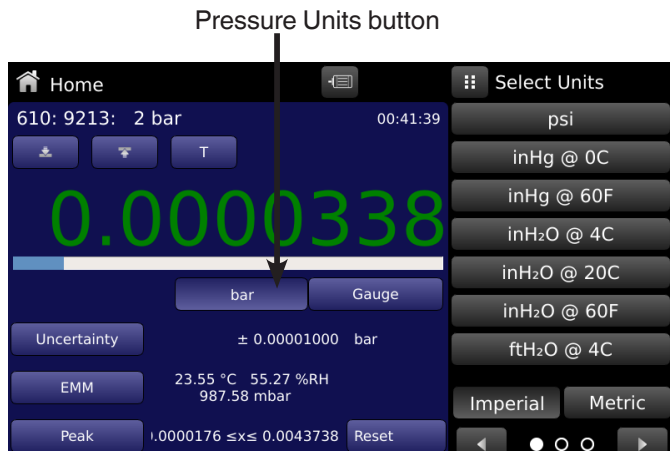 Pressure Units button
Home
Select Units
610: 9213: 2 bar
00:41:39
T
0.0000338
bar
Gauge
Uncertainty
± 0.00001000 bar
EMM
23.55 °C 55.27 %RH
987.58 mbar
Peak
.0000176 ≤x≤ 0.0043738
Reset
psi
inHg @ 0C
inHg @ 60F
inH₂O @ 4C
inH₂O @ 20C
inH₂O @ 60F
ftH₂O @ 4C
Imperial
Metric